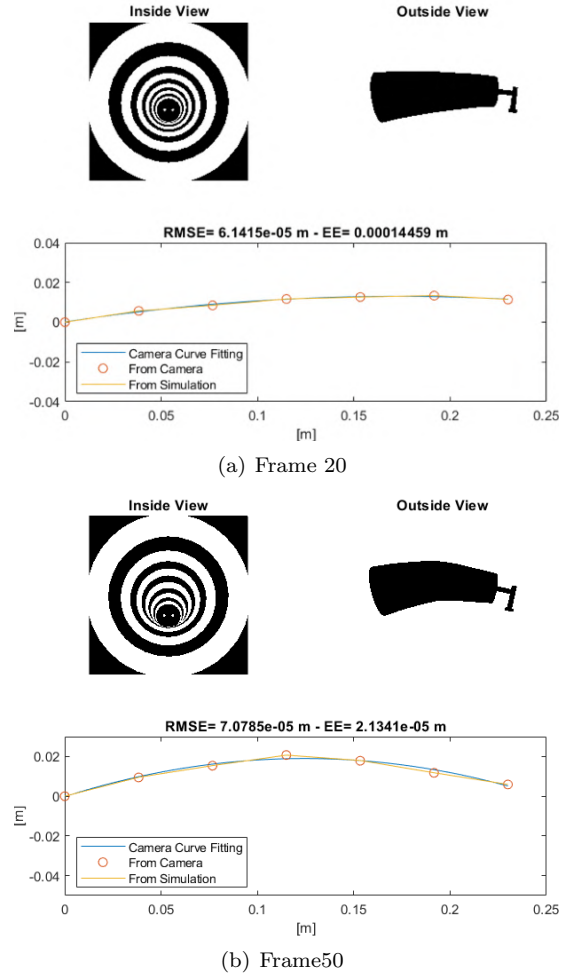 Inside View
Outside View
RMSE= 6.1415e-05 m - EE= 0.00014459 m
0.04
0.02
0
-0.02
-0.04
[m]
Camera Curve Fitting
From Camera
From Simulation
0 0.05 0.1 0.15 0.2 0.25
[m]
(a) Frame 20
Inside View
Outside View
RMSE= 7.0785e-05 m - EE= 2.1341e-05 m
0.02
0
-0.02
-0.04
[m]
Camera Curve Fitting
From Camera
From Simulation
0 0.05 0.1 0.15 0.2 0.25
[m]
(b) Frame50